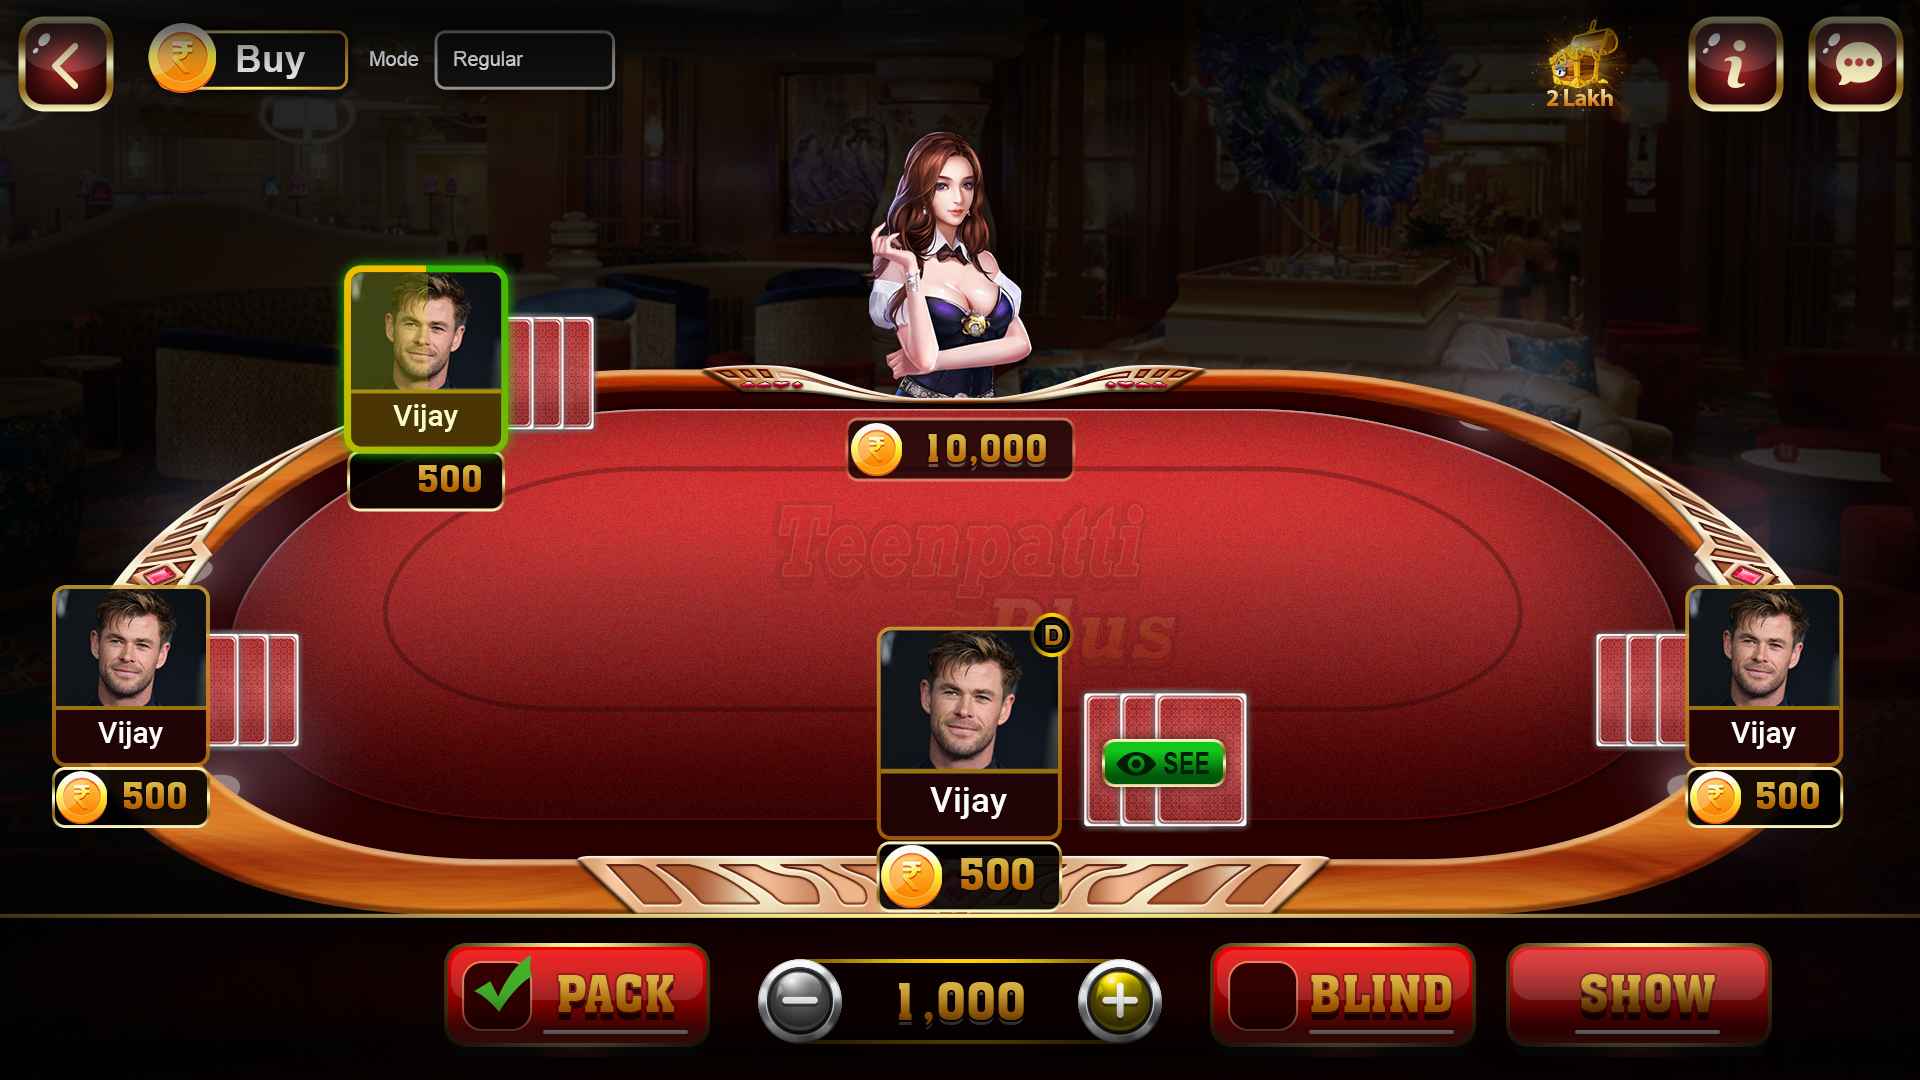 Buy
Mode
Regular
2 Lakh
Vijay
500
10,000
Teenpatti
Plus
Vijay
500
D
Vijay
500
SEE
Vijay
500
PACK
1,000
BLIND
SHOW